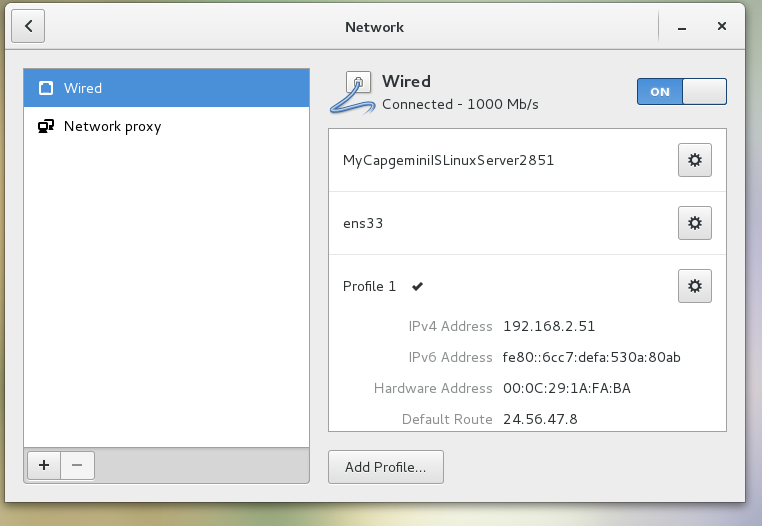 Network
Wired
Network proxy
Wired
Connected - 1000 Mb/s
ON
MyCapgeminiISLinuxServer2851
ens33
Profile 1
IPv4 Address 192.168.2.51
IPv6 Address fe80::6cc7:defa:530a:80ab
Hardware Address 00:0C:29:1A:FA:BA
Default Route 24.56.47.8
Add Profile...